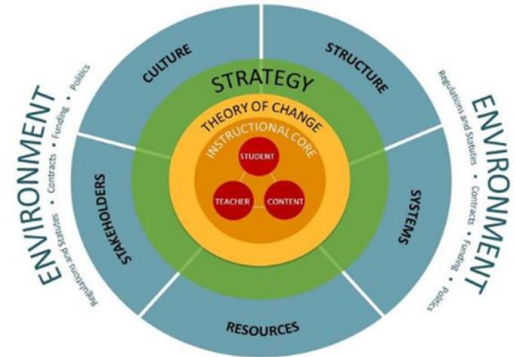 ENVIRONMENT
Regulations and Statutes • Contracts • Funding • Politics
CULTURE
STRUCTURE
STAKEHOLDERS
SYSTEMS
RESOURCES
STRATEGY
THEORY OF CHANGE
INSTRUCTIONAL CORE
STUDENT
TEACHER
CONTENT
ENVIRONMENT
Regulations and Statutes • Contracts • Funding • Politics